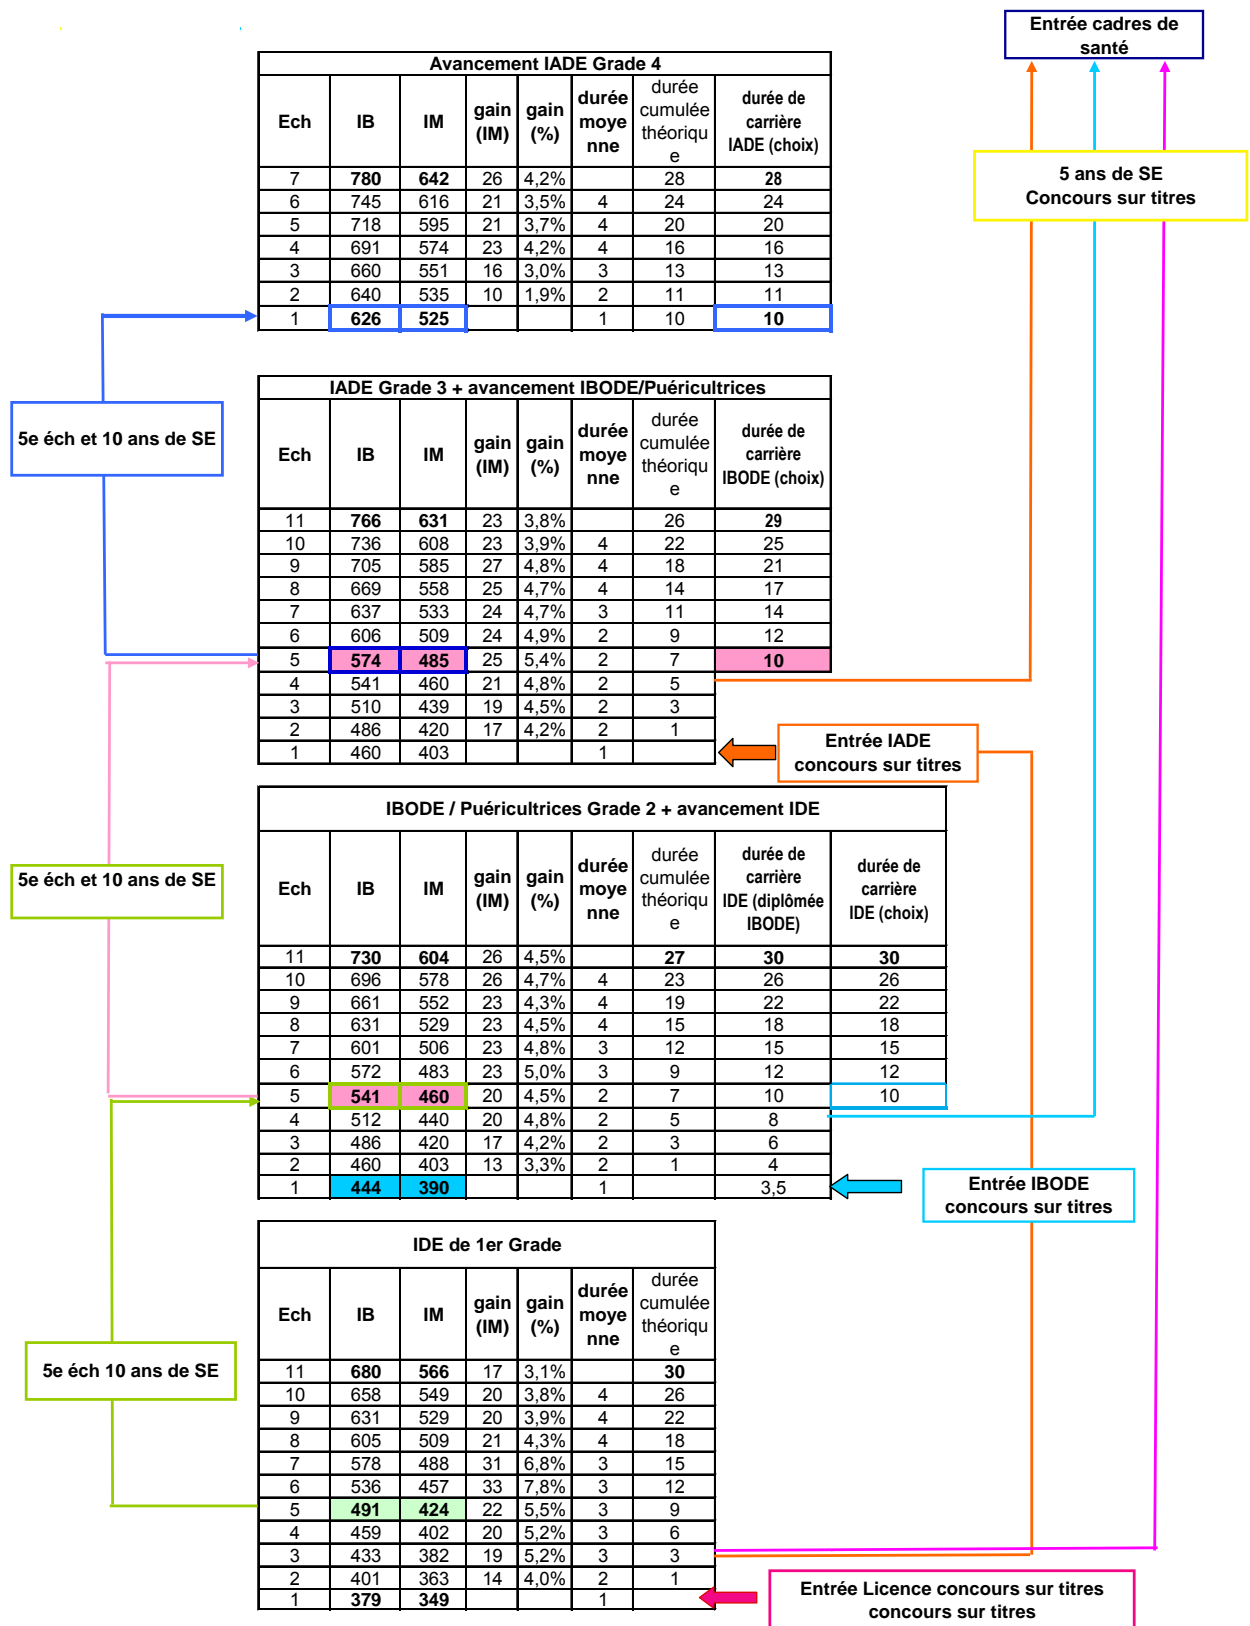 Entrée cadres de
santé
Avancement IADE Grade 4
Ech IB IM gain (IM) gain (%) durée moye nne durée cumulée théoriqu e durée de carrière IADE (choix)
7 780 642 26 4,2% 28 28
6 745 616 21 3,5% 4 24 24
5 718 595 21 3,7% 4 20 20
4 691 574 23 4,2% 4 16 16
3 660 551 16 3,0% 3 13 13
2 640 535 10 1,9% 2 11 11
1 626 525 1 10 10
5 ans de SE
Concours sur titres
5e éch et 10 ans de SE
IADE Grade 3 + avancement IBODE/Puéricultrices
Ech IB IM gain (IM) gain (%) durée moye nne durée cumulée théoriqu e durée de carrière IBODE (choix)
11 766 631 23 3,8% 26 29
10 736 608 23 3,9% 4 22 25
9 705 585 27 4,8% 4 18 21
8 669 558 25 4,7% 4 14 17
7 637 533 24 4,7% 3 11 14
6 606 509 24 4,9% 2 9 12
5 574 485 25 5,4% 2 7 10
4 541 460 21 4,8% 2 5
3 510 439 19 4,5% 2 3
2 486 420 17 4,2% 2 1
1 460 403 1
Entrée IADE
concours sur titres
5e éch et 10 ans de SE
IBODE / Puéricultrices Grade 2 + avancement IDE
Ech IB IM gain (IM) gain (%) durée moye nne durée cumulée théoriqu e durée de carrière IDE (diplômée IBODE) durée de carrière IDE (choix)
11 730 604 26 4,5% 27 30 30
10 696 578 26 4,7% 4 23 26 26
9 661 552 23 4,3% 4 19 22 22
8 631 529 23 4,5% 4 15 18 18
7 601 506 23 4,8% 3 12 15 15
6 572 483 23 5,0% 3 9 12 12
5 541 460 20 4,5% 2 7 10 10
4 512 440 20 4,8% 2 5 8
3 486 420 17 4,2% 2 3 6
2 460 403 13 3,3% 2 1 4
1 444 390 1 3,5
Entrée IBODE
concours sur titres
5e éch 10 ans de SE
IDE de 1er Grade
Ech IB IM gain (IM) gain (%) durée moye nne durée cumulée théoriqu e
11 680 566 17 3,1% 30
10 658 549 20 3,8% 4 26
9 631 529 20 3,9% 4 22
8 605 509 21 4,3% 4 18
7 578 488 31 6,8% 3 15
6 536 457 33 7,8% 3 12
5 491 424 22 5,5% 3 9
4 459 402 20 5,2% 3 6
3 433 382 19 5,2% 3 3
2 401 363 14 4,0% 2 1
1 379 349 1
Entrée Licence concours sur titres
concours sur titres